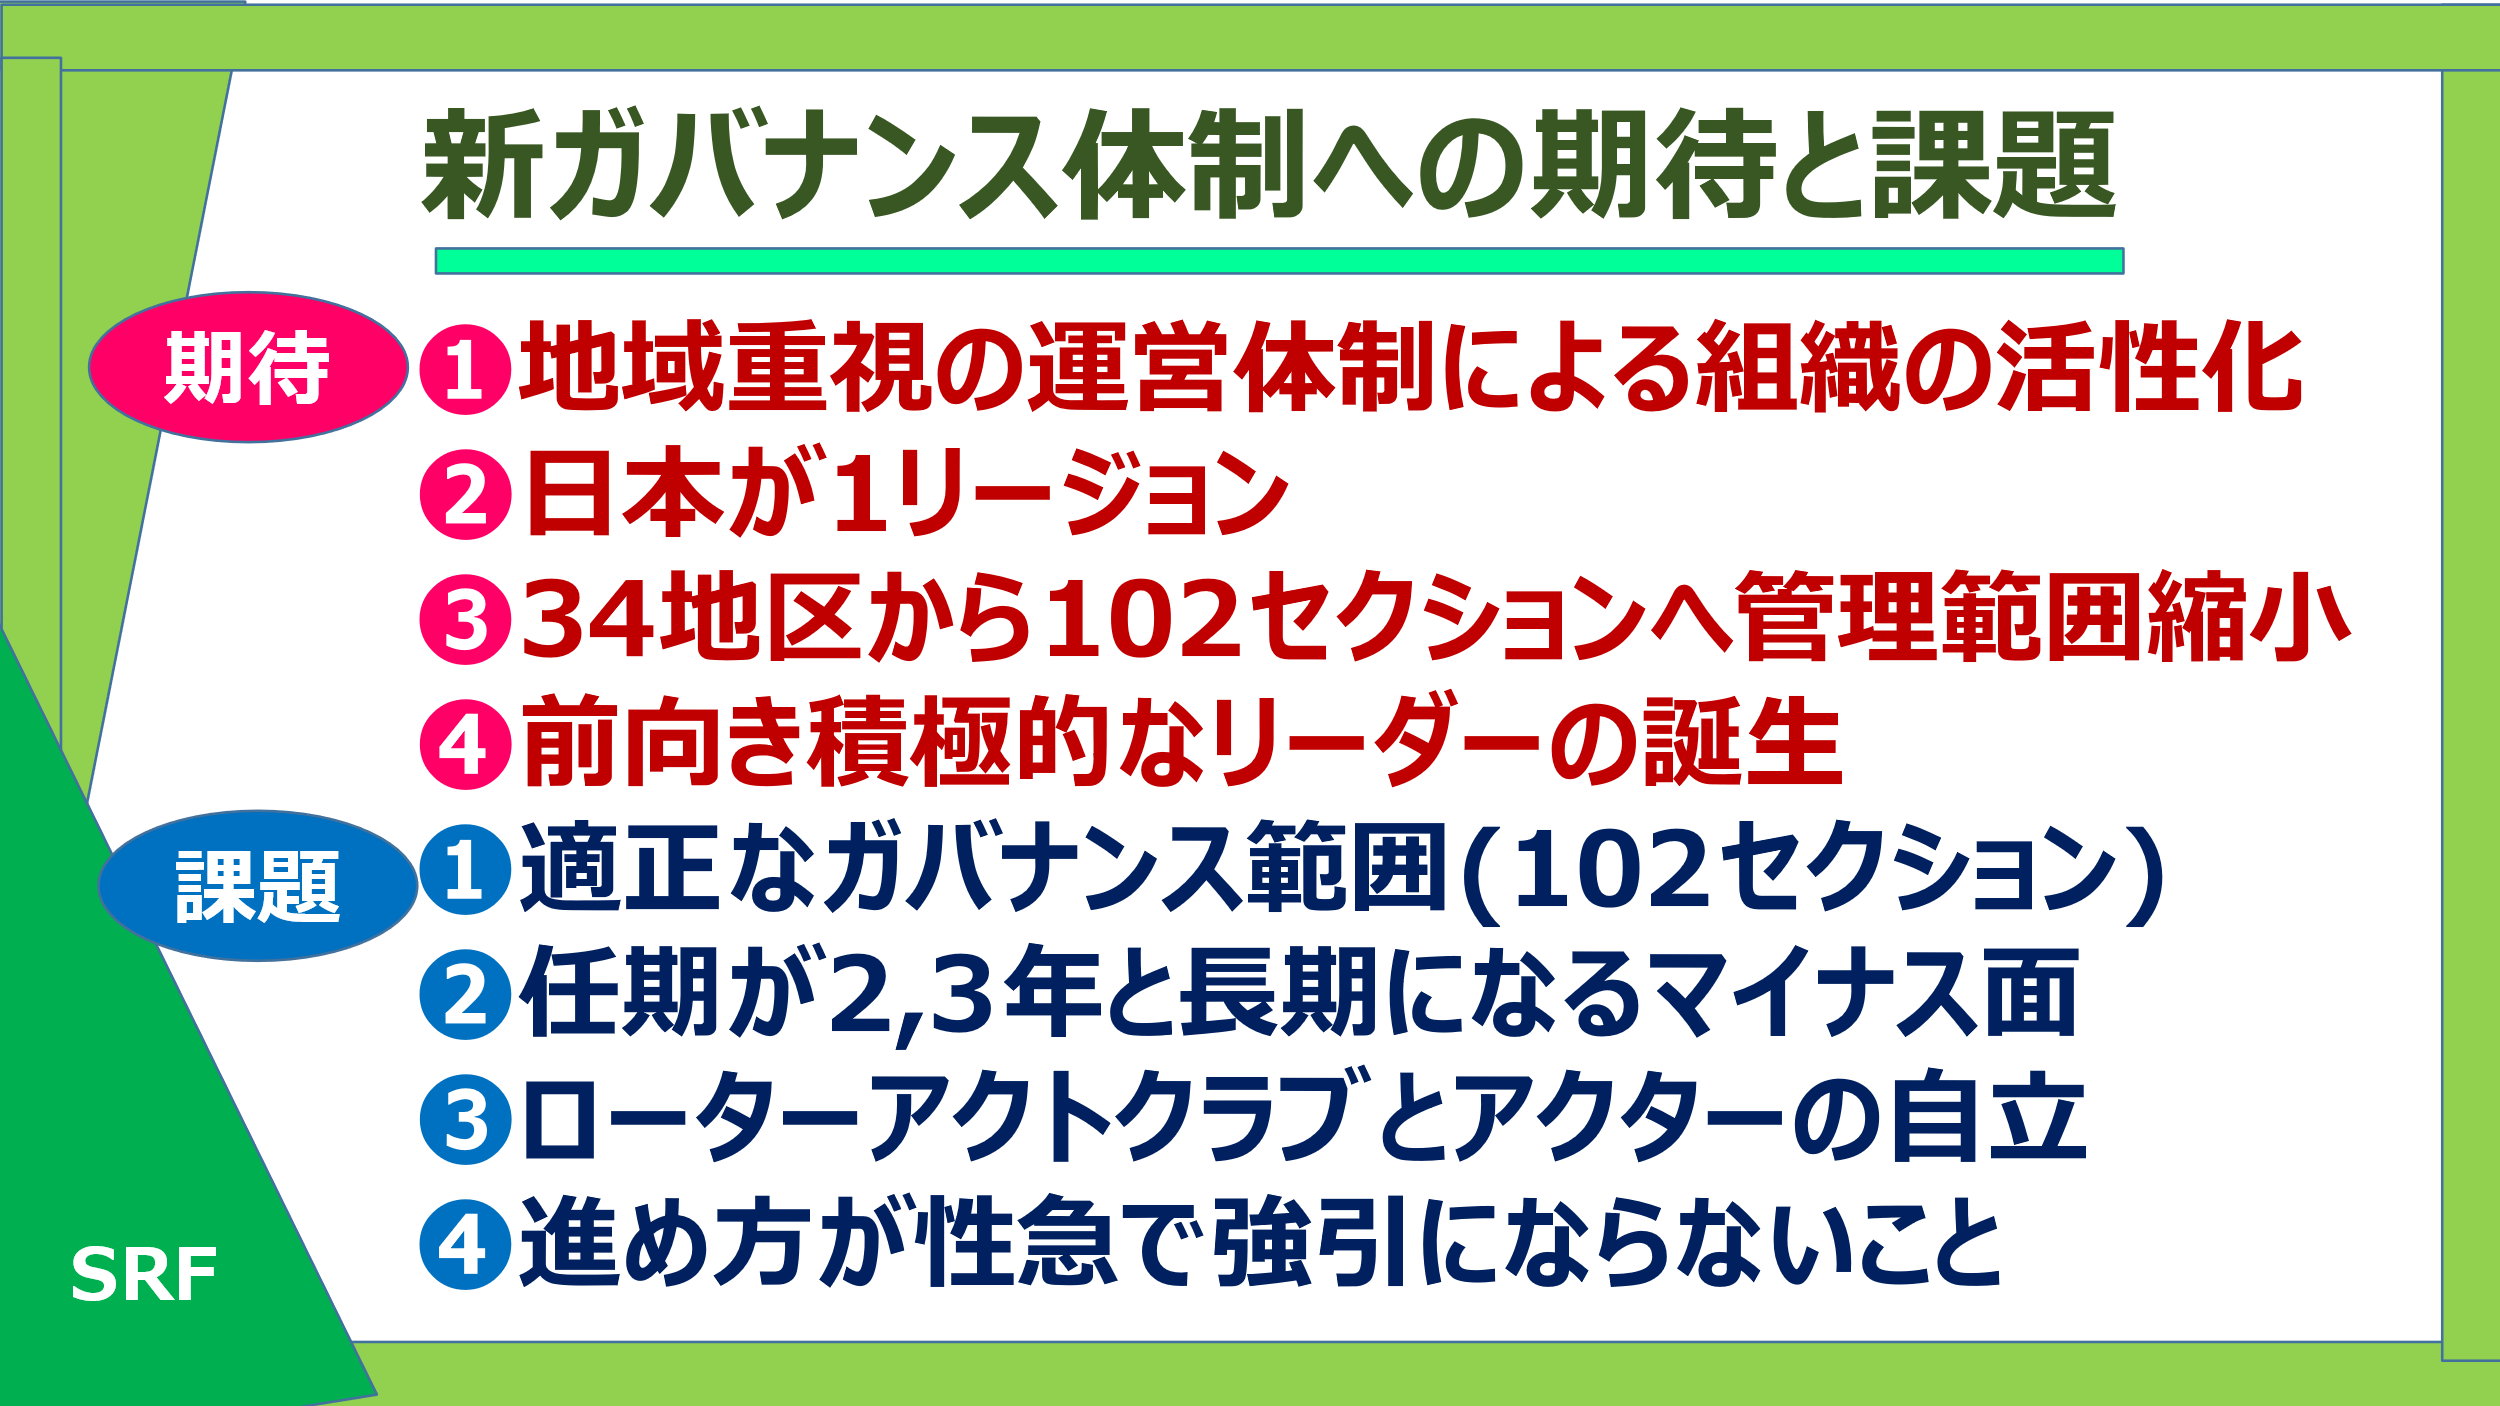 新ガバナンス体制への期待と課題
期待
❶地域重視の運営体制による組織の活性化
❷日本が1リージョン
❸34地区から102セクションへ管理範囲縮小
❹前向き積極的なリーダーの誕生
課題
❶適正なガバナンス範囲(102セクション)
❷任期が2,3年と長期になるマイナス面
❸ローターアクトクラブとアクターの自立
❹進め方が性急で強引にならないこと
SRF